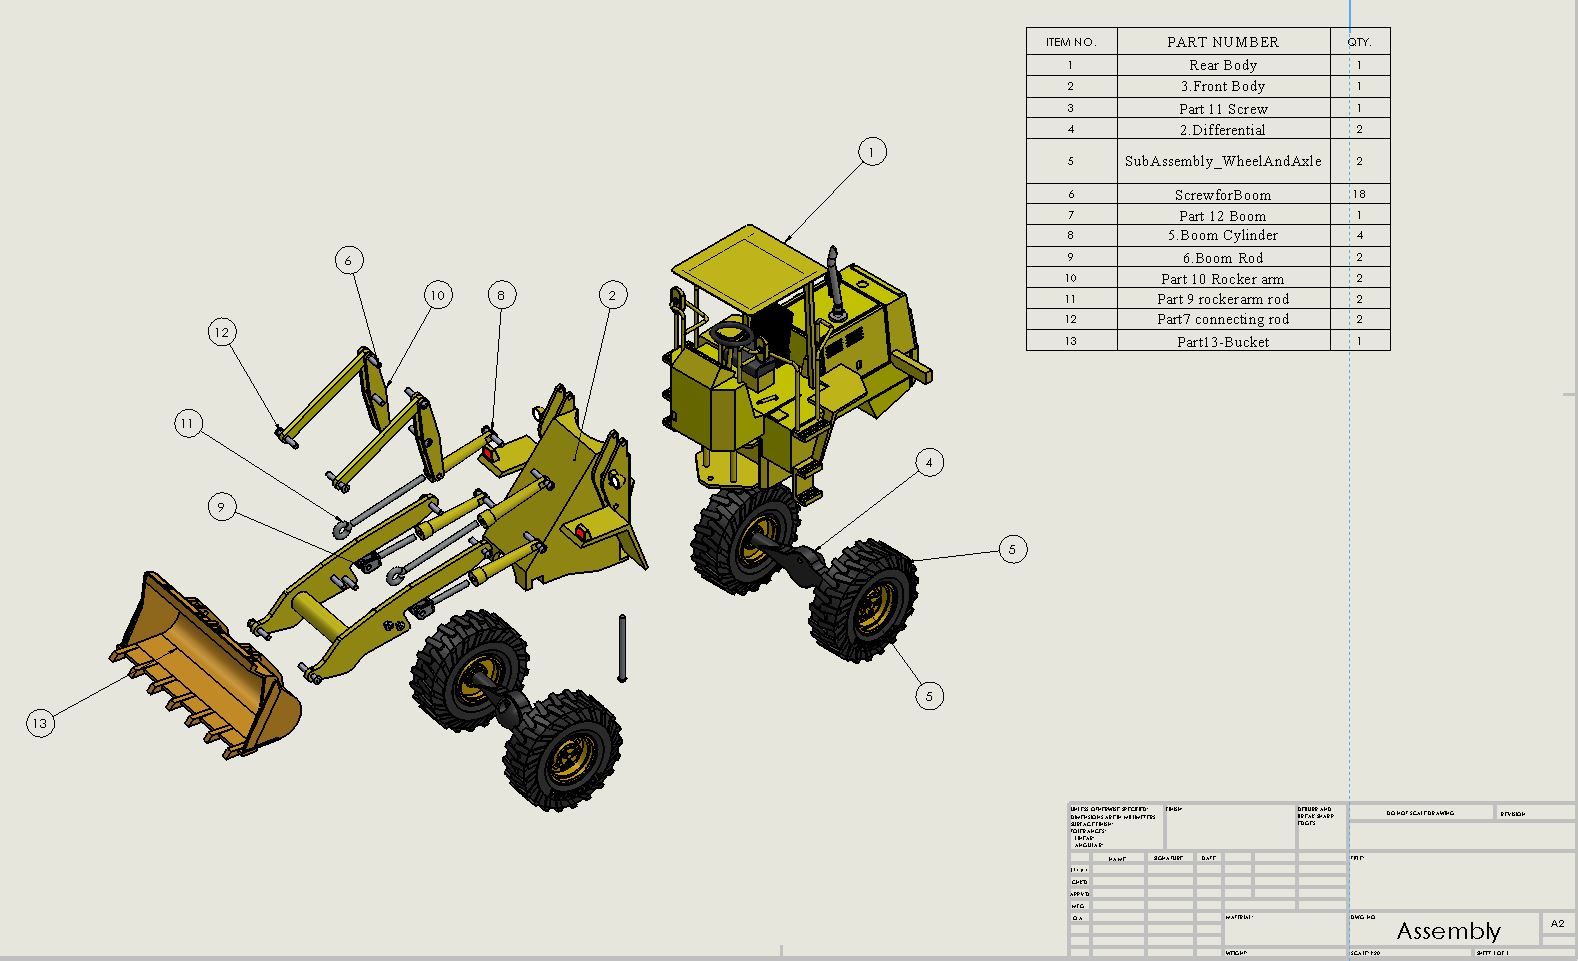 ITEM NO. PART NUMBER QTY.
1 Rear Body 1
2 3.Front Body 1
3 Part 11 Screw 1
4 2.Differential 2
5 SubAssembly_WheelAndAxle 2
6 ScrewforBoom 18
7 Part 12 Boom 1
8 5.Boom Cylinder 4
9 6.Boom Rod 2
10 Part 10 Rocker arm 2
11 Part 9 rockerarm rod 2
12 Part7 connecting rod 2
13 Part13-Bucket 1
1
6
10
8
2
12
11
4
9
5
5
13
UNLESS OTHERWISE SPECIFIED:
DIMENSIONS ARE IN MILLIMETERS
SURFACE FINISH:
TOLERANCES:
LINEAR:
ANGULAR:
FINISH:
DEBURR AND
BREAK SHARP
EDGES
DO NOT SCALE DRAWING
REVISION
NAME SIGNATURE DATE
TITLE:
CHK'D
APPV'D
MFG
Q.A
MATERIAL:
DWG NO.
Assembly
A2
WEIGHT:
SHEET 1 OF 1